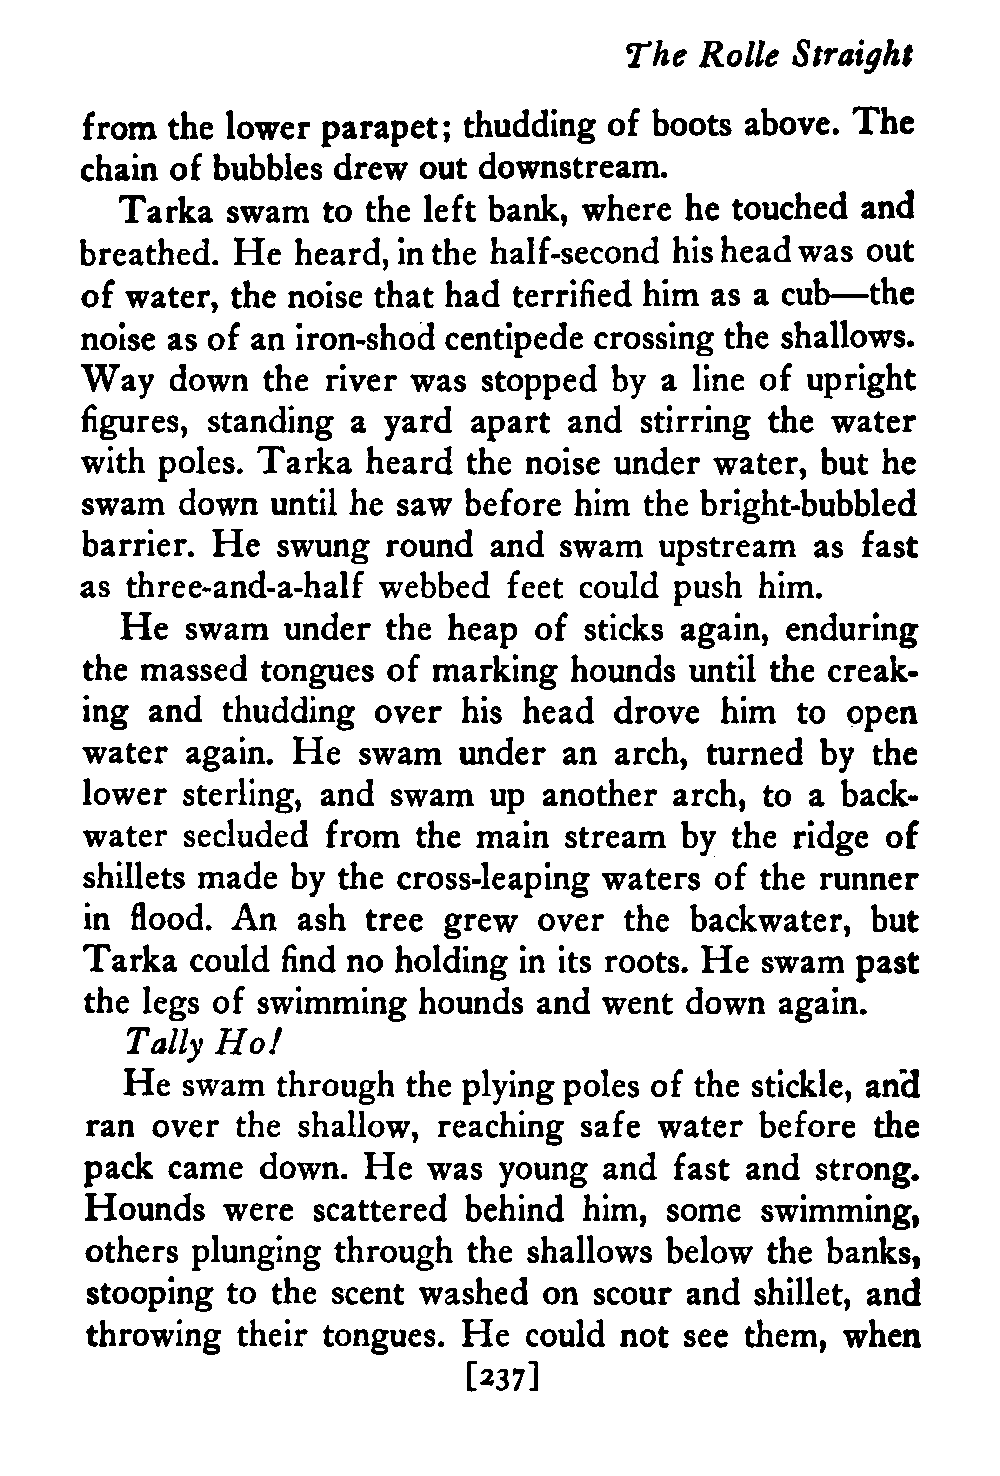 The Rolle Straight
from the lower parapet; thudding of boots above. The
chain of bubbles drew out downstream.
Tarka swam to the left bank, where he touched and
breathed. He heard, in the half-second his head was out
of water, the noise that had terrified him as a cub—the
noise as of an iron-shod centipede crossing the shallows.
Way down the river was stopped by a line of upright
figures, standing a yard apart and stirring the water
with poles. Tarka heard the noise under water, but he
swam down until he saw before him the bright-bubbled
barrier. He swung round and swam upstream as fast
as three-and-a-half webbed feet could push him.
He swam under the heap of sticks again, enduring
the massed tongues of marking hounds until the creak-
ing and thudding over his head drove him to open
water again. He swam under an arch, turned by the
lower sterling, and swam up another arch, to a back-
water secluded from the main stream by the ridge of
shillets made by the cross-leaping waters of the runner
in flood. An ash tree grew over the backwater, but
Tarka could find no holding in its roots. He swam past
the legs of swimming hounds and went down again.
Tally Ho!
He swam through the plying poles of the stickle, and
ran over the shallow, reaching safe water before the
pack came down. He was young and fast and strong.
Hounds were scattered behind him, some swimming,
others plunging through the shallows below the banks,
stooping to the scent washed on scour and shillet, and
throwing their tongues. He could not see them, when
[237]